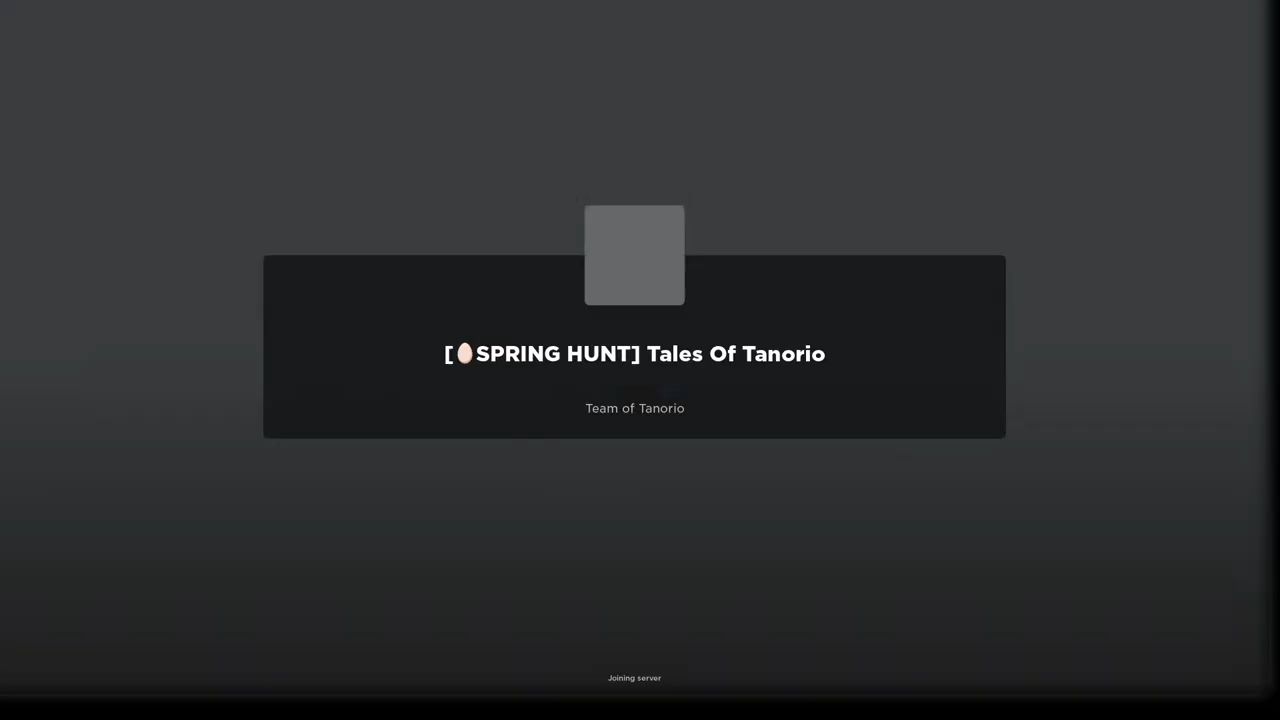 [🥚SPRING HUNT] Tales Of Tanorio
Team of Tanorio
Joining server